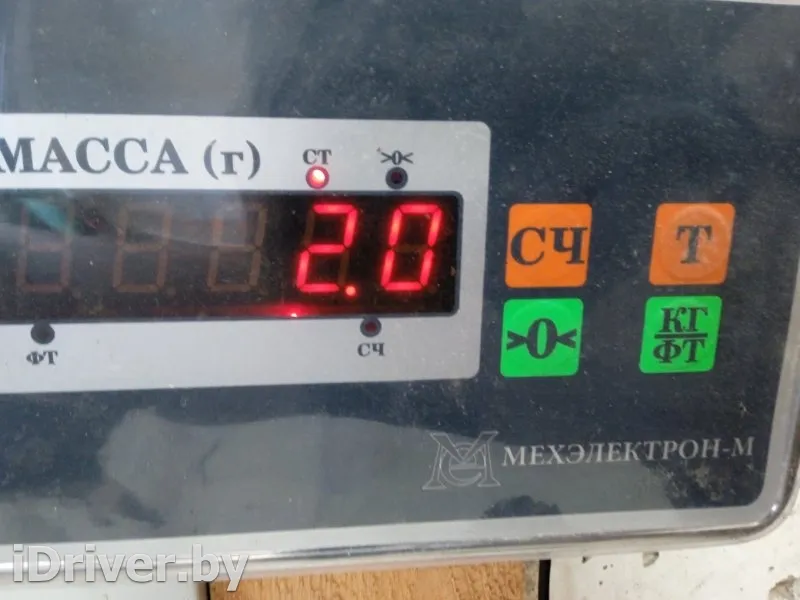 МАССА (г)
СТ
>0<
2.0
ФТ
СЧ
СЧ
Т
>0<
КГ
ФТ
МЕХЭЛЕКТРОН-М
iDriver.by